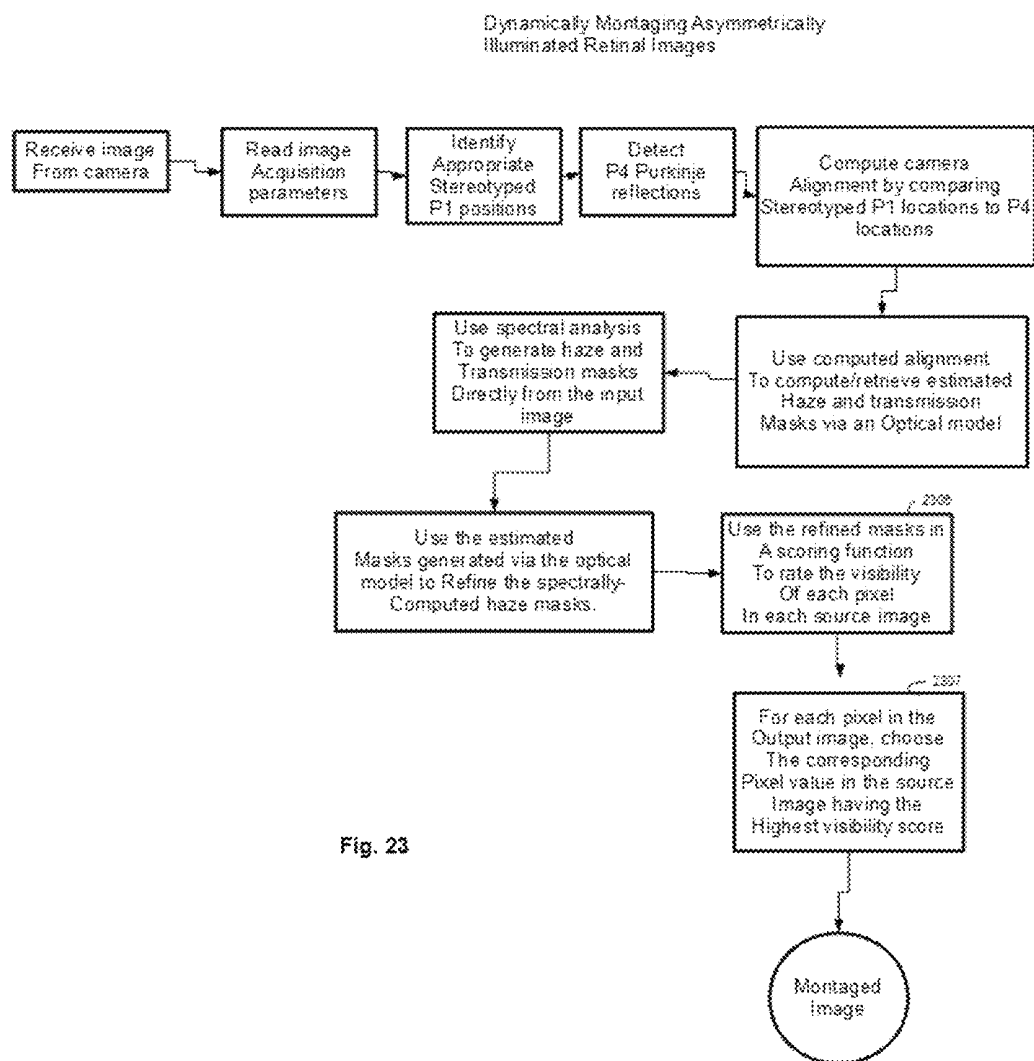 Dynamically Montaging Asymmetrically
Illuminated Retinal Images
Receive image
From camera
Read image
Acquisition
parameters
Identify
Appropriate
Stereotyped
P1 positions
Detect
P4 Purkinje
reflections
Compute camera
Alignment by comparing
Stereotyped P1 locations to P4
locations
Use spectral analysis
To generate haze and
Transmission masks
Directly from the input
image
Use computed alignment
To compute/retrieve estimated
Haze and transmission
Masks via an Optical model
Use the estimated
Masks generated via the optical
model to Refine the spectrally-
Computed haze masks.
Use the refined masks in
A scoring function
To rate the visibility
Of each pixel
In each source image
For each pixel in the
Output image, choose
The corresponding
Pixel value in the source
Image having the
Highest visibility score
Fig. 23
Montaged
Image